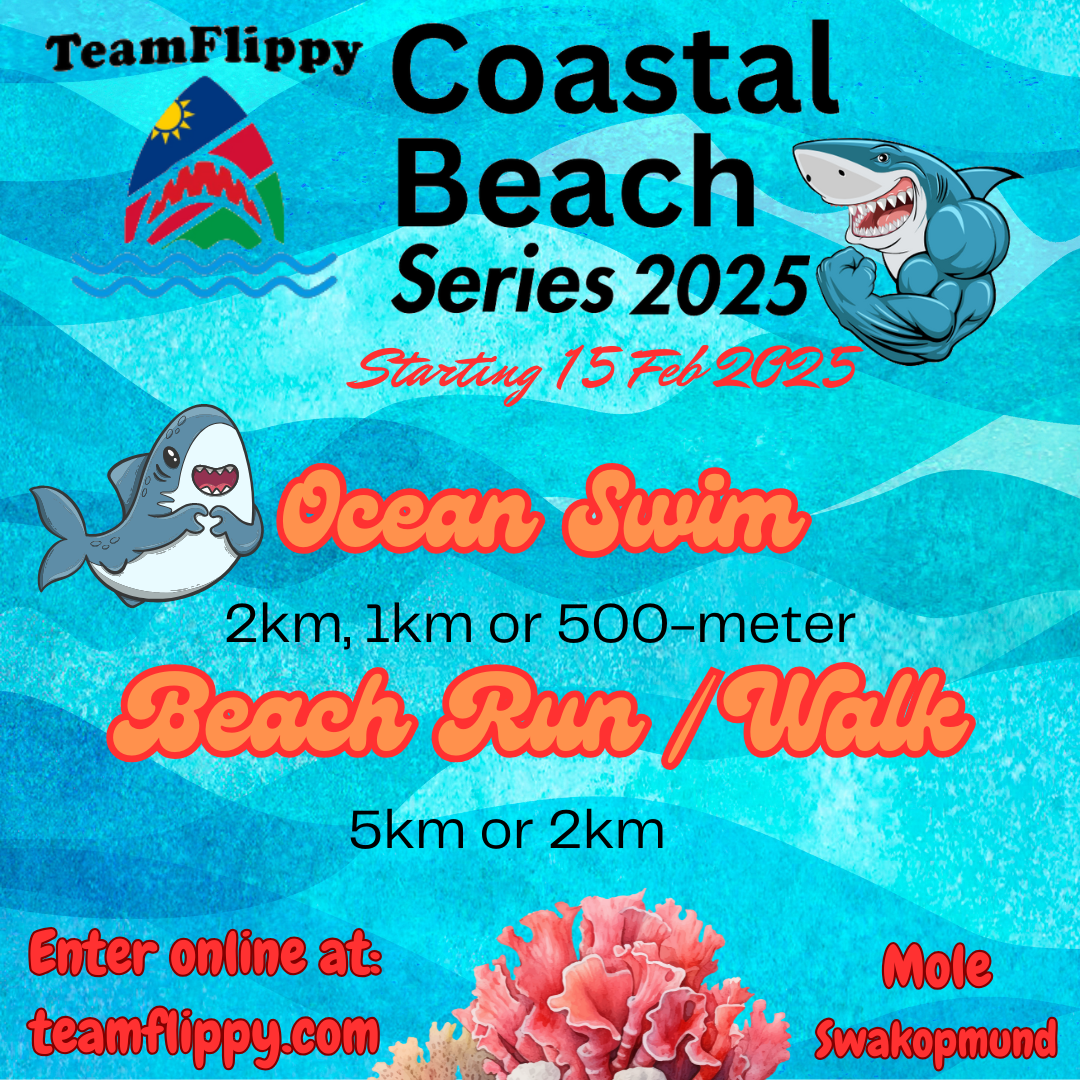 TeamFlippy
Coastal
Beach
Series 2025
Starting 15 Feb 2025
Ocean Swim
2km, 1km or 500-meter
Beach Run / Walk
5km or 2km
Enter online at:
teamflippy.com
Mole
Swakopmund